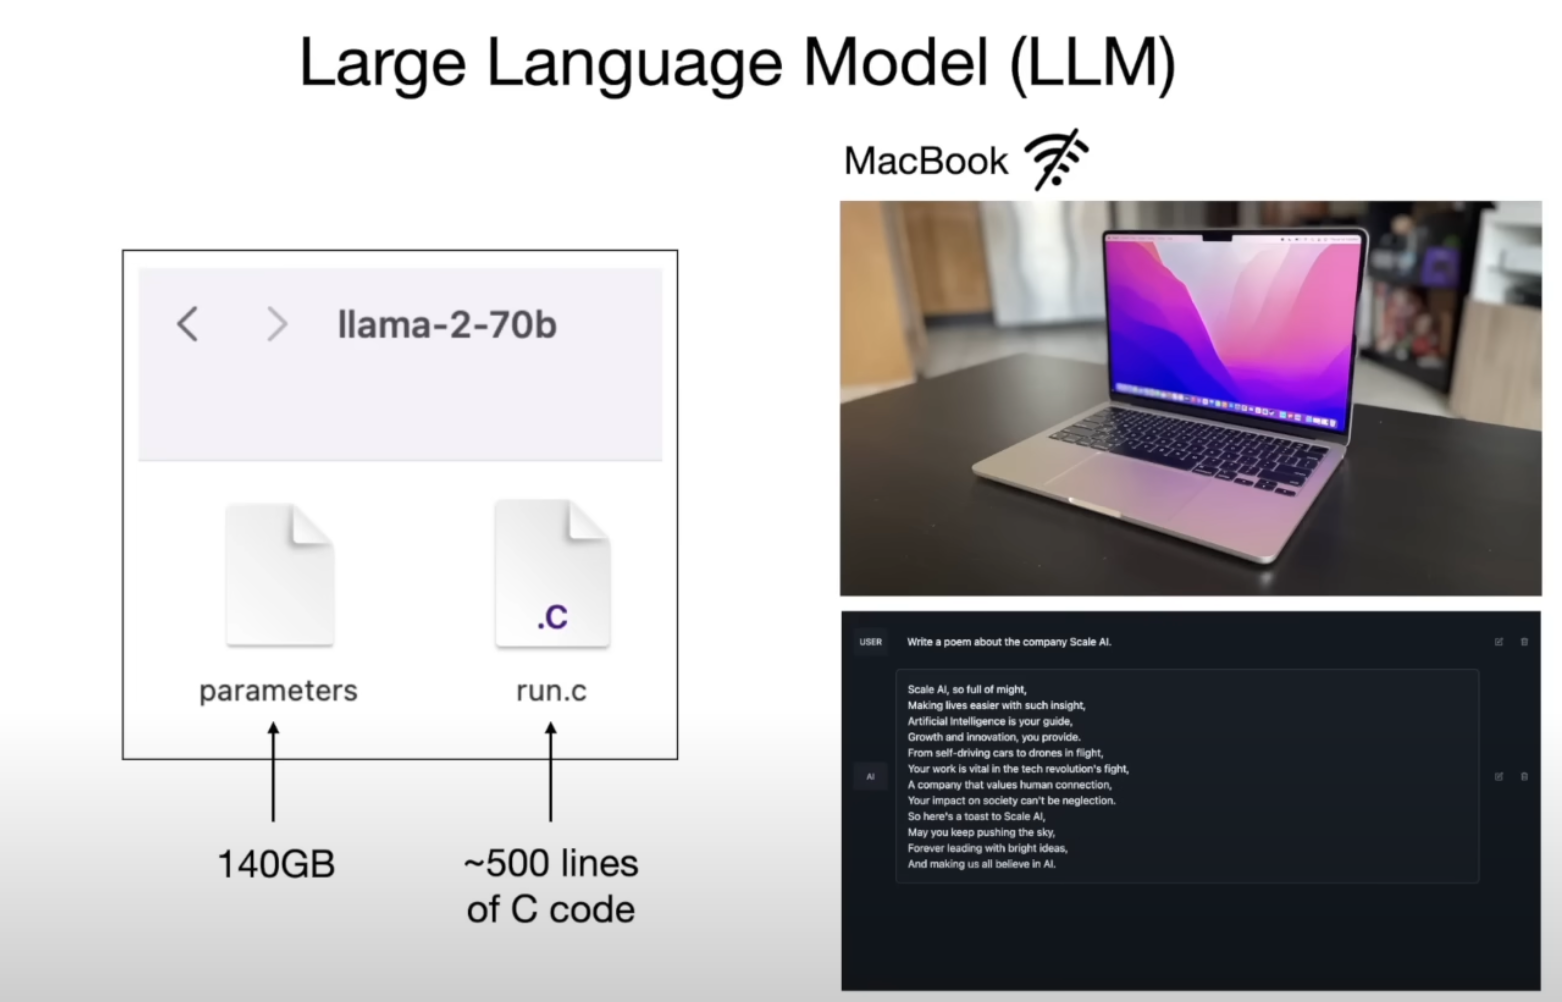 Large Language Model (LLM)
MacBook
llama-2-70b
.C
parameters
run.c
140GB
~500 lines
of C code
USER
Write a poem about the company Scale AI.
AI
Scale AI, so full of might,
Making lives easier with such insight,
Artificial Intelligence is your guide,
Growth and innovation, you provide.
From self-driving cars to drones in flight,
Your work is vital in the tech revolution's fight,
A company that values human connection,
Your impact on society can't be neglection.
So here's a toast to Scale AI,
May you keep pushing the sky,
Forever leading with bright ideas,
And making us all believe in AI.